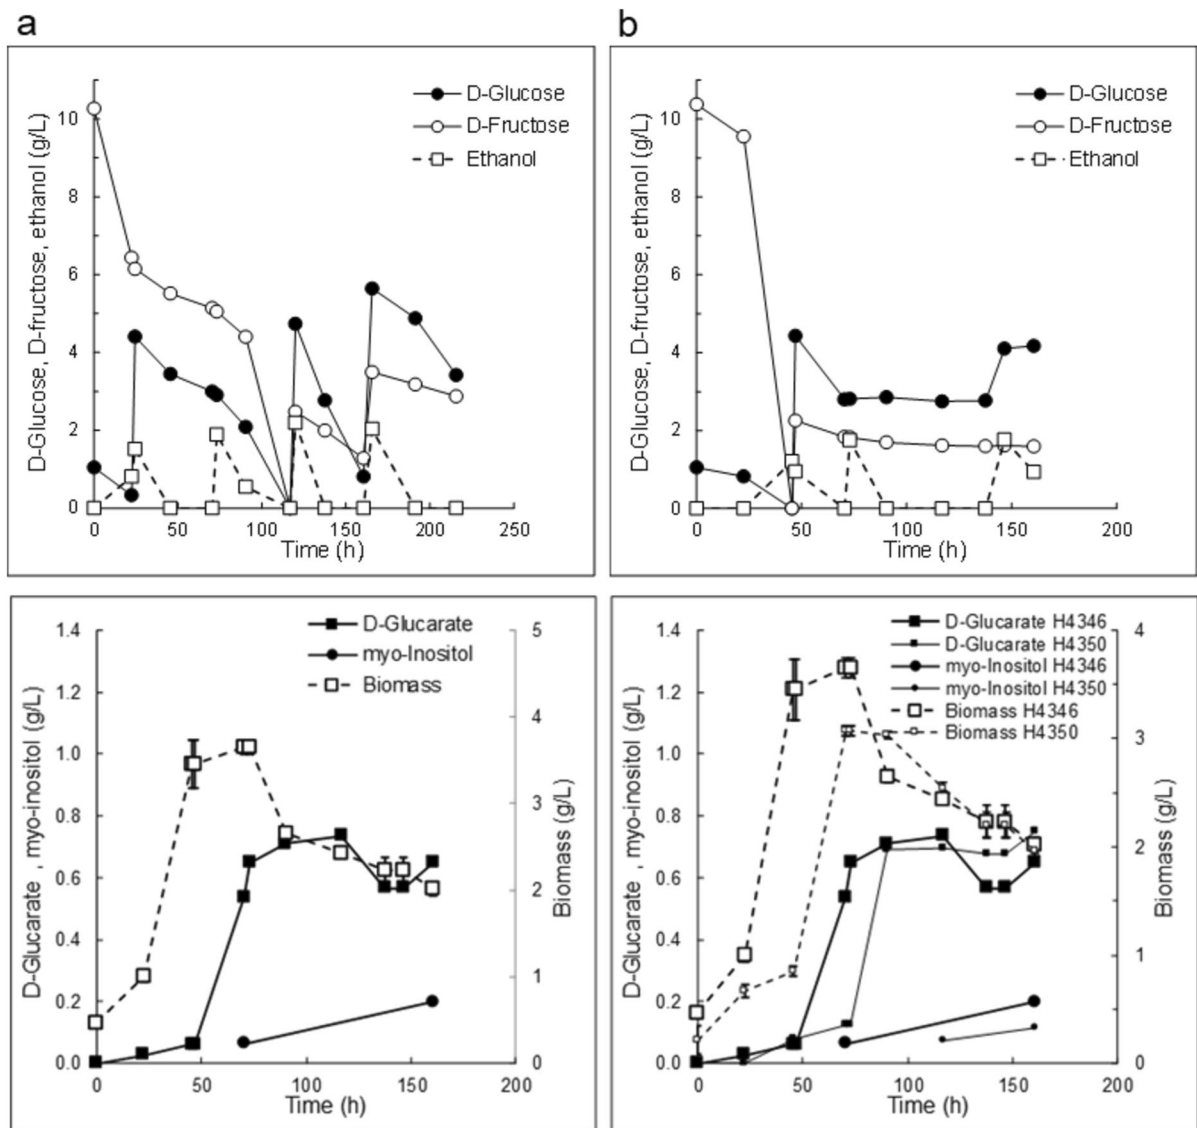 a
b
D-Glucose
D-Fructose
Ethanol
D-Glucose, D-fructose, ethanol (g/L)
10
8
6
4
2
0
0 50 100 150 200 250
Time (h)
D-Glucose
D-Fructose
Ethanol
D-Glucose, D-fructose, ethanol (g/L)
10
8
6
4
2
0
0 50 100 150 200
Time (h)
D-Glucarate
myo-Inositol
Biomass
D-Glucarate , myo-inositol (g/L)
1.4
1.2
1.0
0.8
0.6
0.4
0.2
0.0
5
4
3
2
1
0
Biomass (g/L)
0 50 100 150 200
Time (h)
D-Glucarate H4346
D-Glucarate H4350
myo-Inositol H4346
myo-Inositol H4350
Biomass H4346
Biomass H4350
D-Glucarate , myo-inositol (g/L)
1.4
1.2
1.0
0.8
0.6
0.4
0.2
0.0
4
3
2
1
0
Biomass (g/L)
0 50 100 150 200
Time (h)